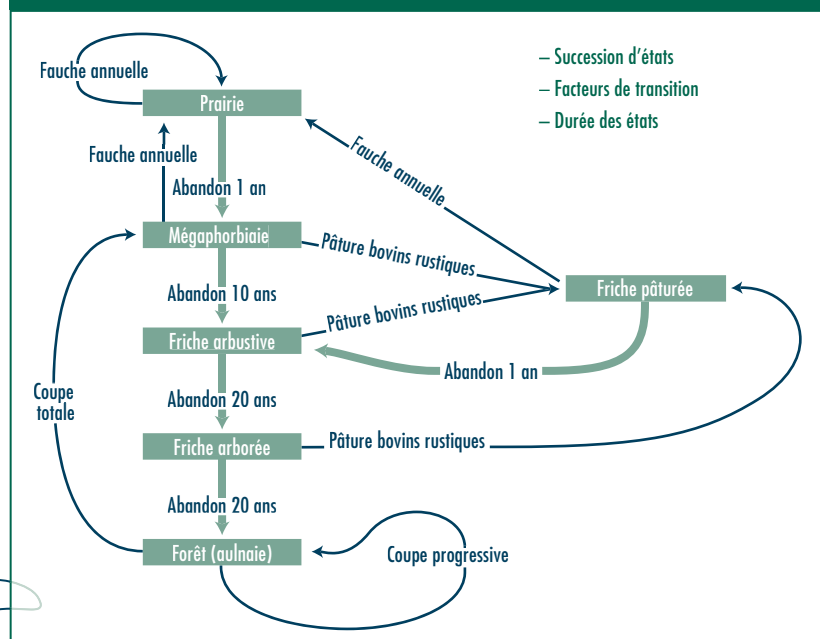 – Succession d'états
– Facteurs de transition
– Durée des états
Fauche annuelle
Prairie
Fauche annuelle
Fauche annuelle
Abandon 1 an
Mégaphorbiaie
Pâture bovins rustiques
Friche pâturée
Abandon 10 ans
Pâture bovins rustiques
Friche arbustive
Abandon 1 an
Coupe
totale
Abandon 20 ans
Friche arborée
Pâture bovins rustiques
Abandon 20 ans
Forêt (aulnaie)
Coupe progressive